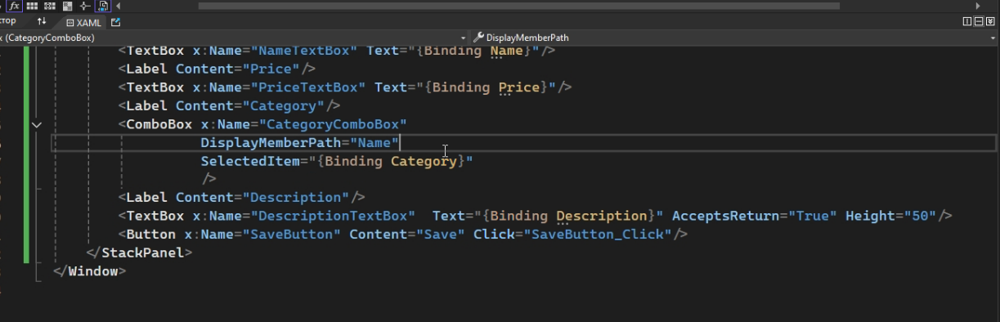 fx
тор XAML
x (CategoryComboBox) DisplayMemberPath
<TextBox x:Name="NameTextBox" Text="{Binding Name}"/>
<Label Content="Price"/>
<TextBox x:Name="PriceTextBox" Text="{Binding Price}"/>
<Label Content="Category"/>
<ComboBox x:Name="CategoryComboBox"
DisplayMemberPath="Name"
SelectedItem="{Binding Category}"
/>
<Label Content="Description"/>
<TextBox x:Name="DescriptionTextBox"  Text="{Binding Description}" AcceptsReturn="True" Height="50"/>
<Button x:Name="SaveButton" Content="Save" Click="SaveButton_Click"/>
</StackPanel>
</Window>